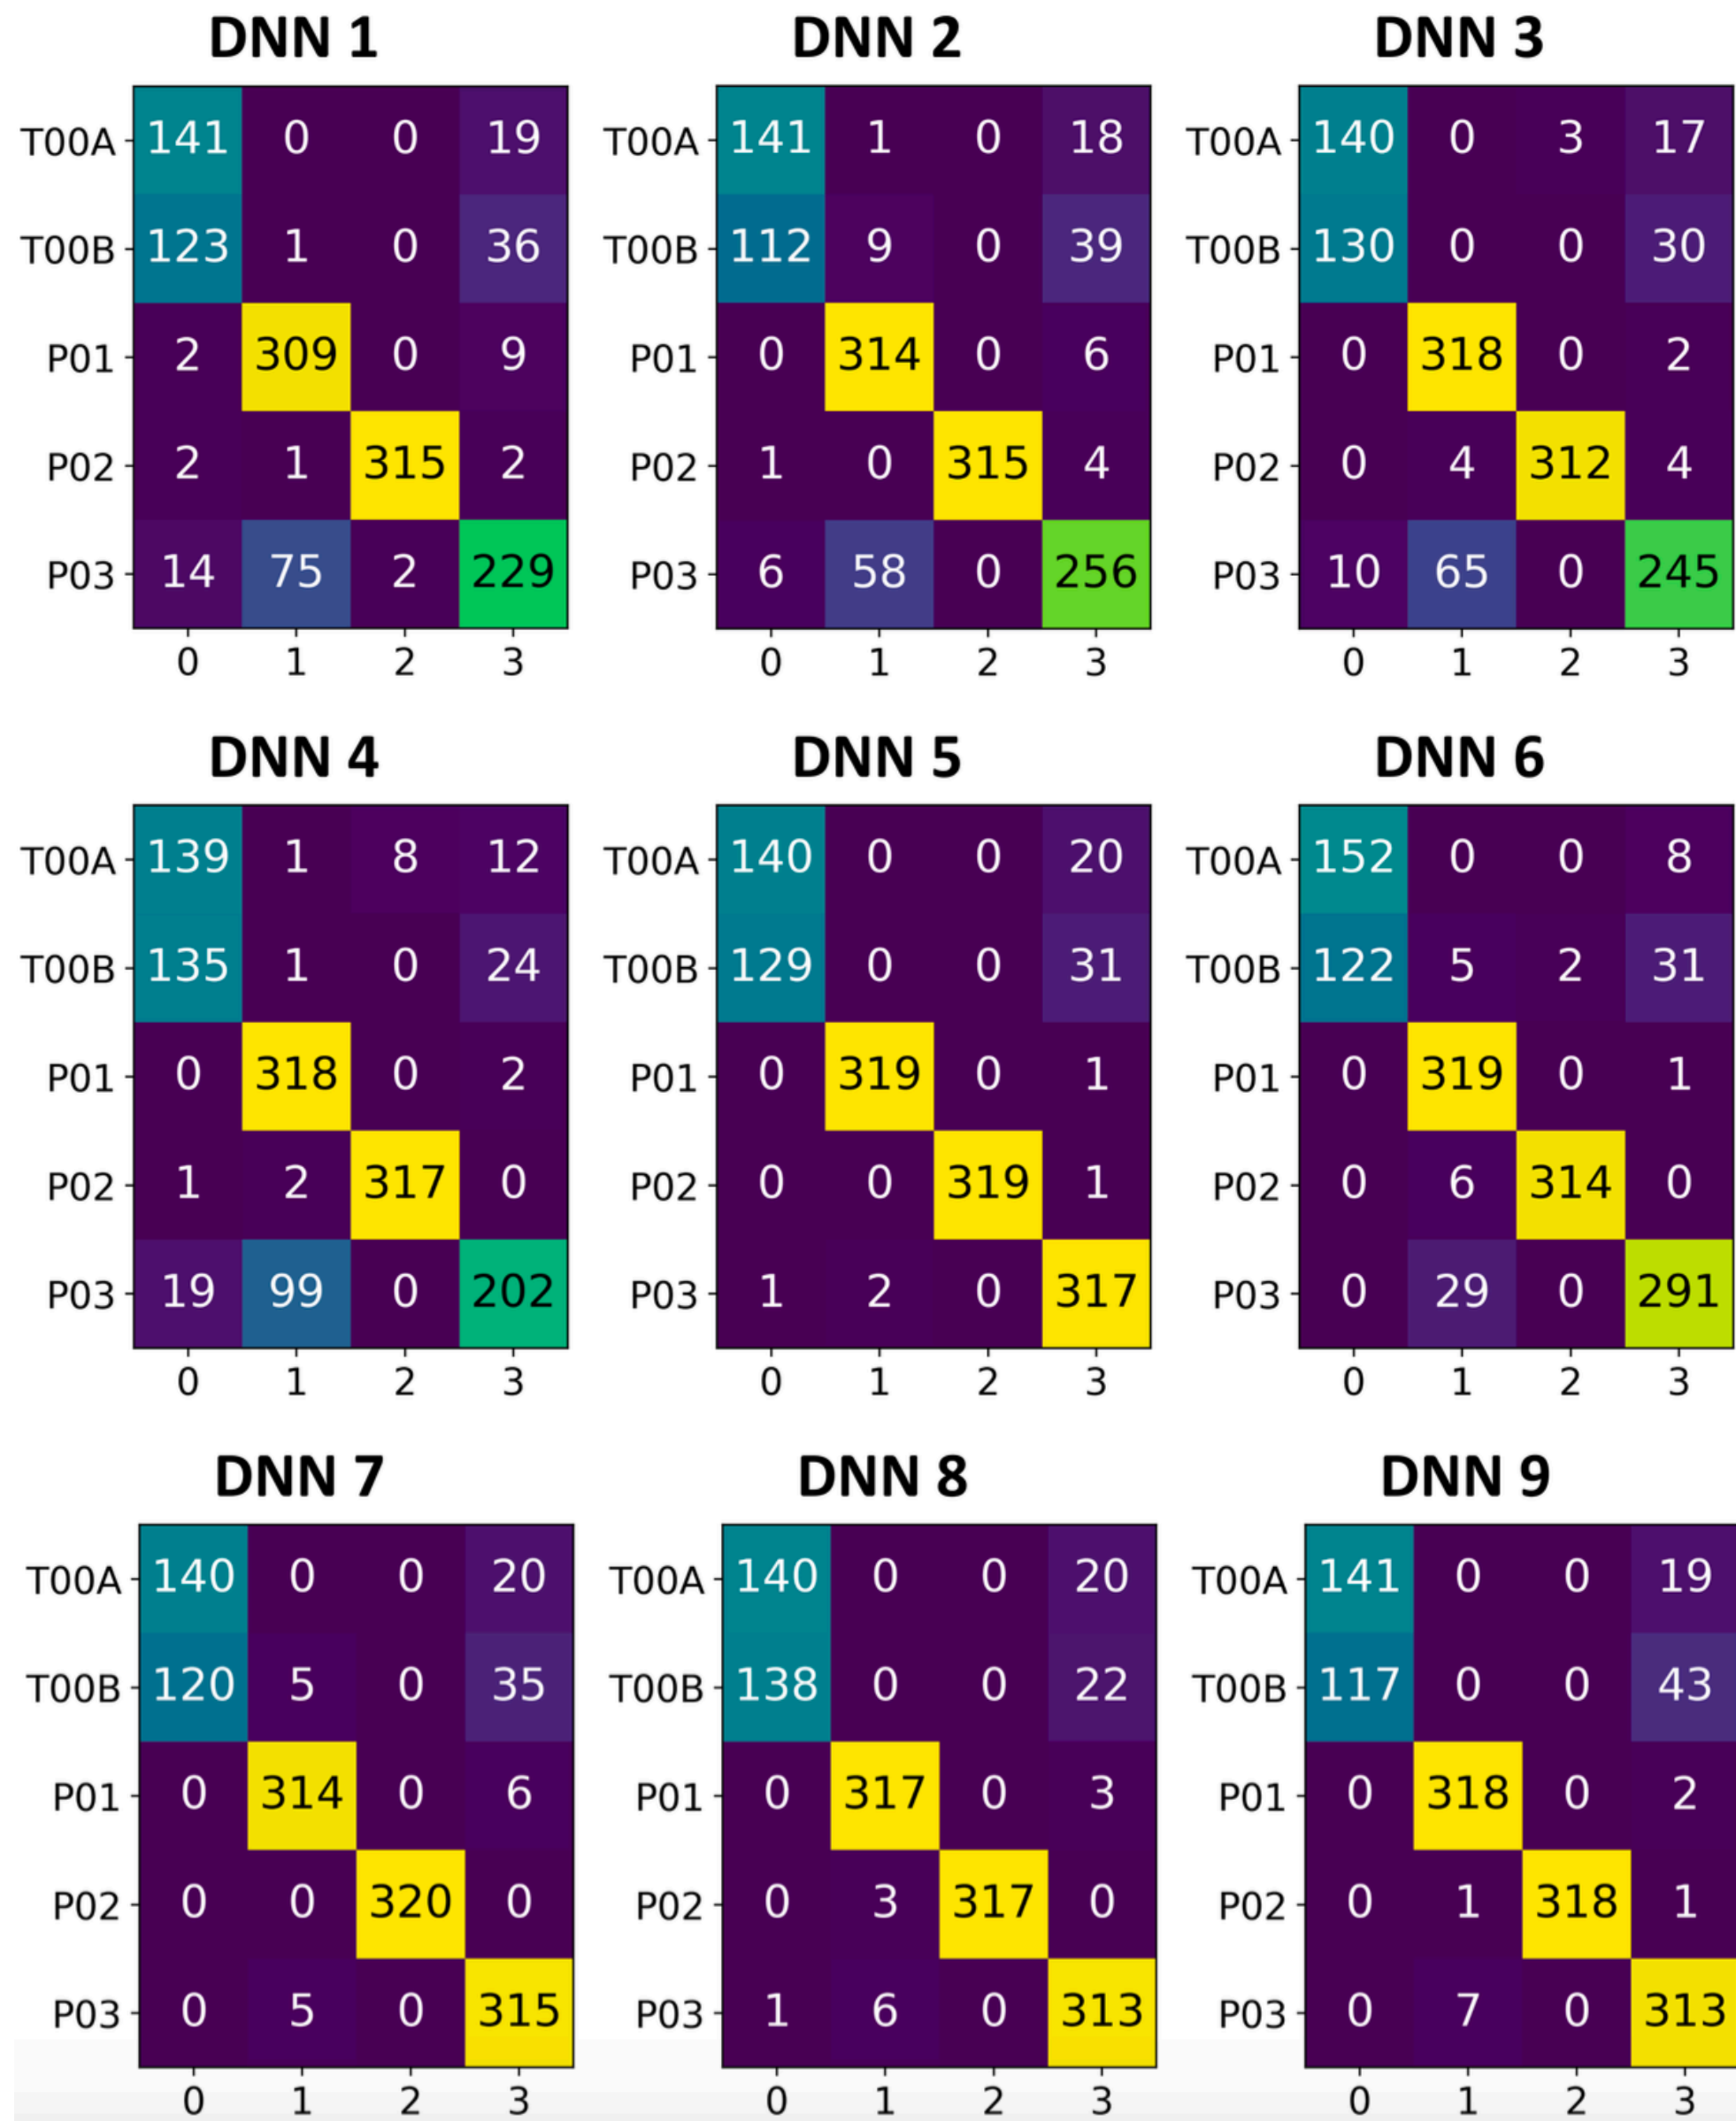 DNN 1 DNN 2 DNN 3
T00A 141 0 0 19 T00A 141 1 0 18 T00A 140 0 3 17
T00B 123 1 0 36 T00B 112 9 0 39 T00B 130 0 0 30
P01 2 309 0 9 P01 0 314 0 6 P01 0 318 0 2
P02 2 1 315 2 P02 1 0 315 4 P02 0 4 312 4
P03 14 75 2 229 P03 6 58 0 256 P03 10 65 0 245
0 1 2 3 0 1 2 3 0 1 2 3
DNN 4 DNN 5 DNN 6
T00A 139 1 8 12 T00A 140 0 0 20 T00A 152 0 0 8
T00B 135 1 0 24 T00B 129 0 0 31 T00B 122 5 2 31
P01 0 318 0 2 P01 0 319 0 1 P01 0 319 0 1
P02 1 2 317 0 P02 0 0 319 1 P02 0 6 314 0
P03 19 99 0 202 P03 1 2 0 317 P03 0 29 0 291
0 1 2 3 0 1 2 3 0 1 2 3
DNN 7 DNN 8 DNN 9
T00A 140 0 0 20 T00A 140 0 0 20 T00A 141 0 0 19
T00B 120 5 0 35 T00B 138 0 0 22 T00B 117 0 0 43
P01 0 314 0 6 P01 0 317 0 3 P01 0 318 0 2
P02 0 0 320 0 P02 0 3 317 0 P02 0 1 318 1
P03 0 5 0 315 P03 1 6 0 313 P03 0 7 0 313
0 1 2 3 0 1 2 3 0 1 2 3